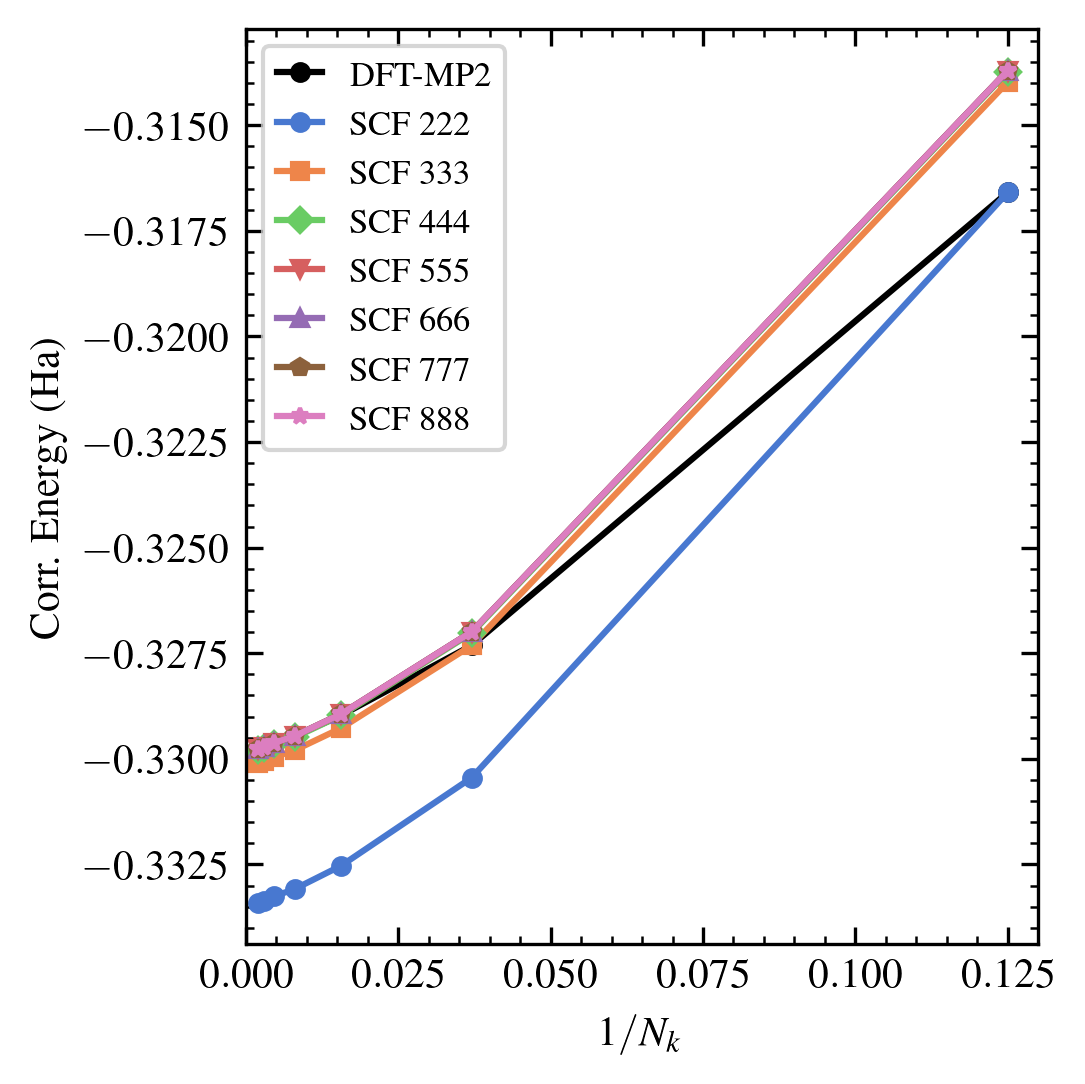 DFT-MP2
SCF 222
SCF 333
SCF 444
SCF 555
SCF 666
SCF 777
SCF 888
−0.3150
−0.3175
−0.3200
−0.3225
−0.3250
−0.3275
−0.3300
−0.3325
Corr. Energy (Ha)
0.000 0.025 0.050 0.075 0.100 0.125
1/N_k